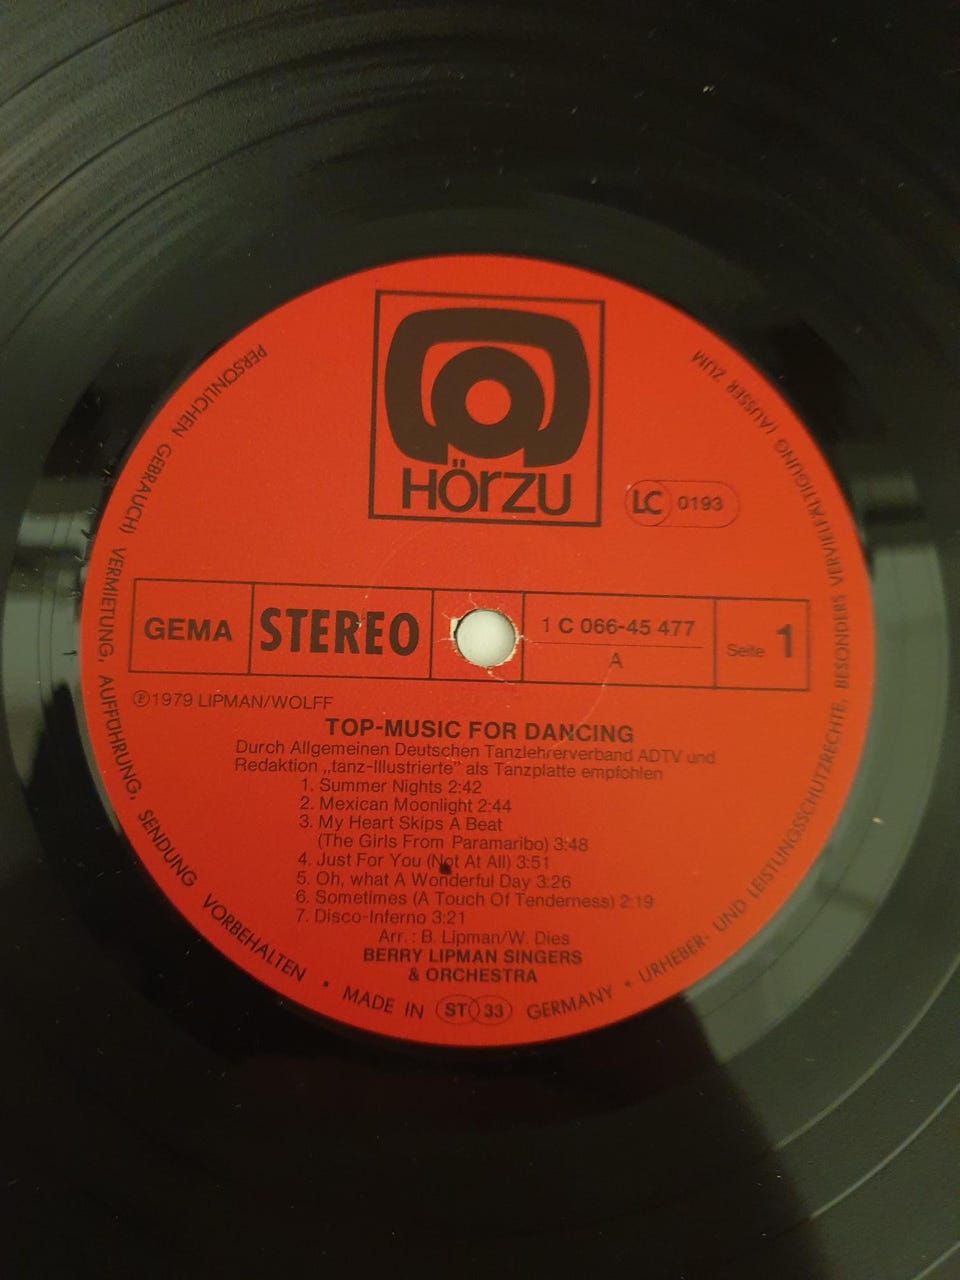 HÖRZU
LC 0193
GEMA
STEREO
1 C 066-45 477
A
Seite 1
Ⓟ1979 LIPMAN/WOLFF
TOP-MUSIC FOR DANCING
Durch Allgemeinen Deutschen Tanzlehrerverband ADTV und
Redaktion „tanz-Illustrierte" als Tanzplatte empfohlen
1. Summer Nights 2:42
2. Mexican Moonlight 2:44
3. My Heart Skips A Beat
(The Girls From Paramaribo) 3:48
4. Just For You (Not At All) 3:51
5. Oh, what A Wonderful Day 3:26
6. Sometimes (A Touch Of Tenderness) 2:19
7. Disco-Inferno 3:21
Arr.: B. Lipman/W. Dies
BERRY LIPMAN SINGERS
& ORCHESTRA
MADE IN ST 33 GERMANY • URHEBER- UND LEISTUNGSSCHUTZRECHTE, BESONDERS VERVIELFÄLTIGUNG (AUSSER ZUM
PERSÖNLICHEN GEBRAUCH) VERMIETUNG, AUFFÜHRUNG, SENDUNG VORBEHALTEN •